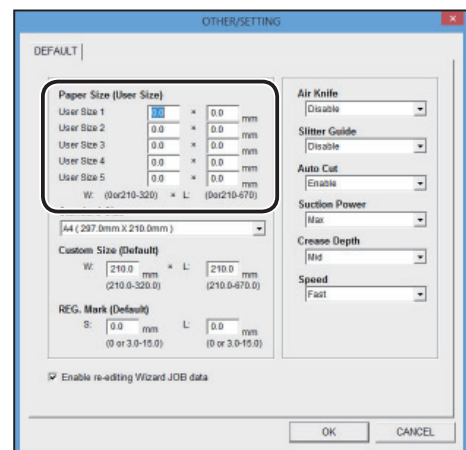 OTHER/SETTING
DEFAULT
Paper Size (User Size)
User Size 1 0.0 × 0.0 mm
User Size 2 0.0 × 0.0 mm
User Size 3 0.0 × 0.0 mm
User Size 4 0.0 × 0.0 mm
User Size 5 0.0 × 0.0 mm
W: (0or210-320) × L: (0or210-670)
A4 ( 297.0mm X 210.0mm )
Custom Size (Default)
W: 210.0 mm × L: 210.0 mm
(210.0-320.0) (210.0-670.0)
REG. Mark (Default)
S: 0.0 mm L: 0.0 mm
(0 or 3.0-15.0) (0 or 3.0-15.0)
Enable re-editing Wizard JOB data
Air Knife
Disable
Slitter Guide
Disable
Auto Cut
Enable
Suction Power
Max
Crease Depth
Mid
Speed
Fast
OK CANCEL